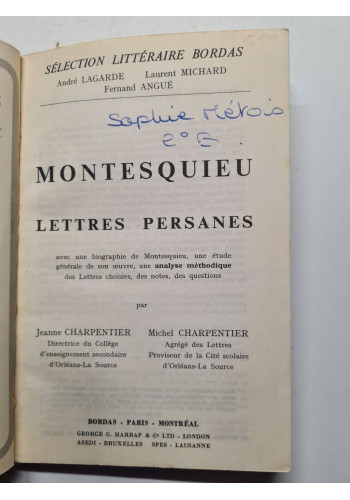 SÉLECTION LITTÉRAIRE BORDAS
André LAGARDE Laurent MICHARD
Fernand ANGUÉ
Sophie Métois
2° B.
MONTESQUIEU
LETTRES PERSANES
avec une biographie de Montesquieu, une étude
générale de son œuvre, une analyse méthodique
des Lettres choisies, des notes, des questions
par
Jeanne CHARPENTIER Michel CHARPENTIER
Directrice du Collège Agrégé des Lettres
d'enseignement secondaire Proviseur de la Cité scolaire
d'Orléans-La Source d'Orléans-La Source
BORDAS - PARIS - MONTRÉAL
GEORGE G. HARRAP & Co LTD - LONDON
ASEDI - BRUXELLES SPES - LAUSANNE